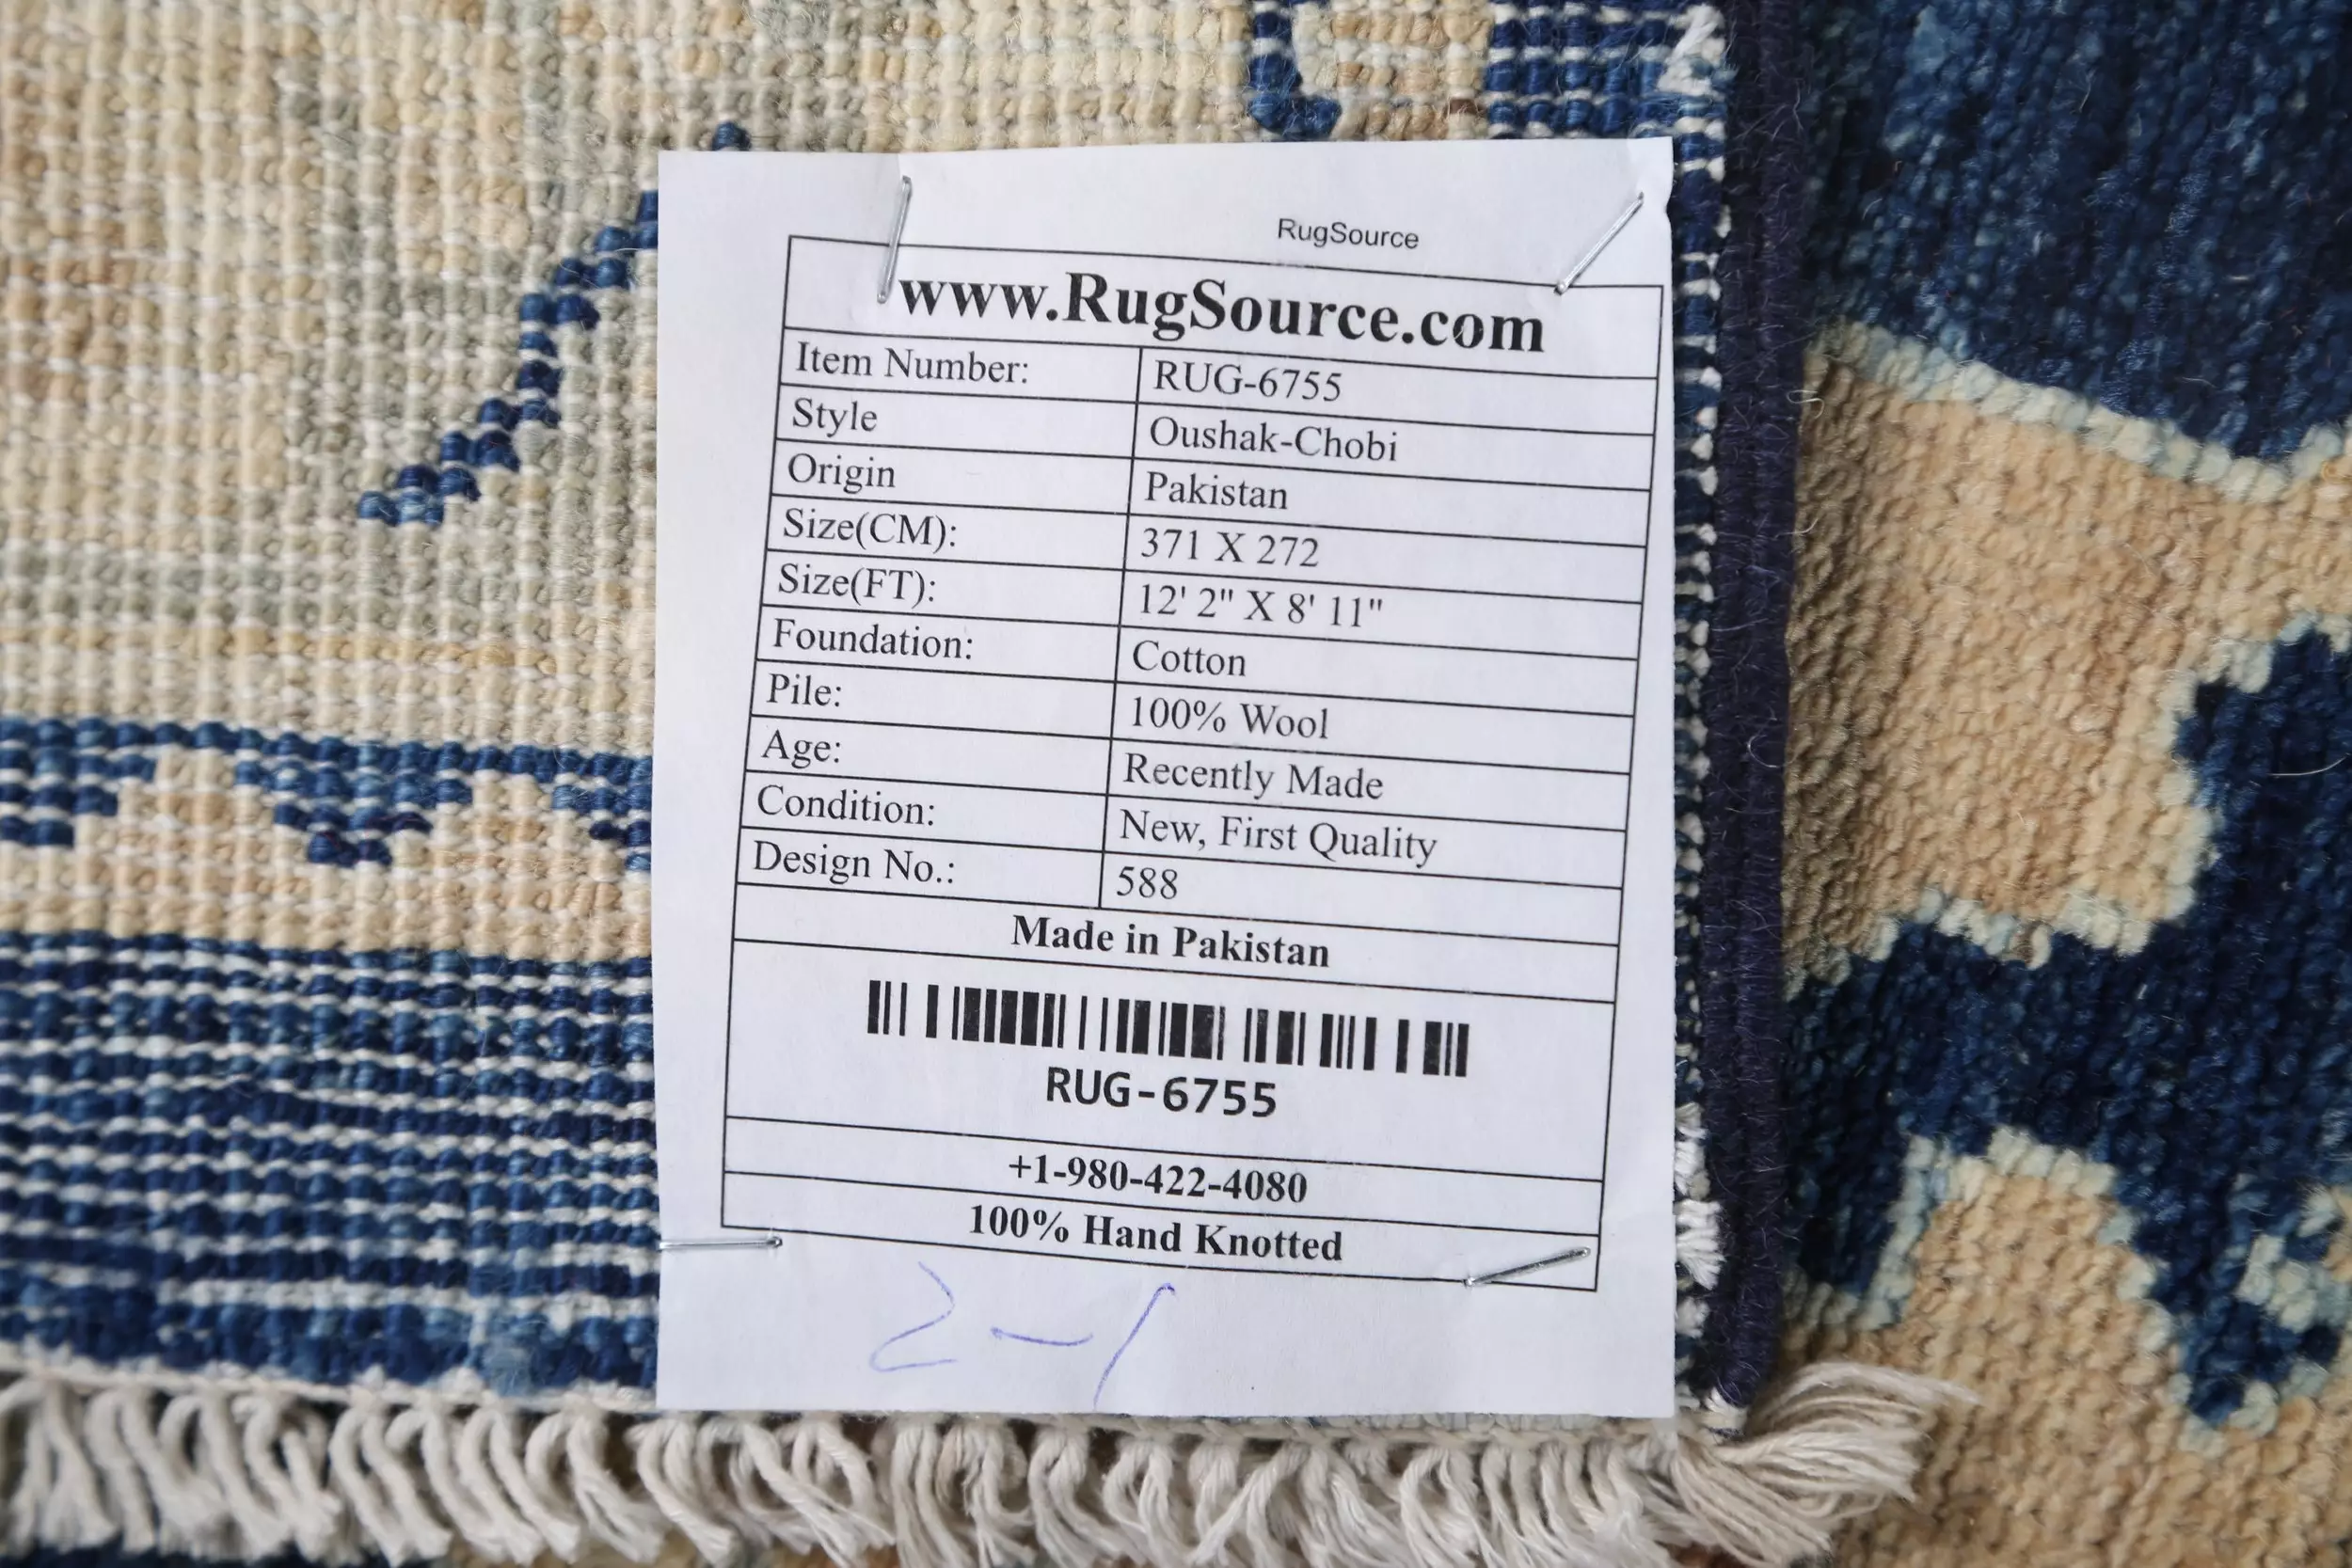 RugSource
www.RugSource.com
Item Number: RUG-6755
Style Oushak-Chobi
Origin Pakistan
Size(CM): 371 X 272
Size(FT): 12' 2" X 8' 11"
Foundation: Cotton
Pile: 100% Wool
Age: Recently Made
Condition: New, First Quality
Design No.: 588
Made in Pakistan
RUG-6755
+1-980-422-4080
100% Hand Knotted
2-1